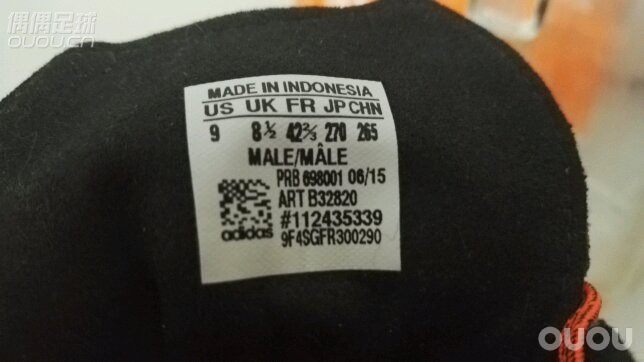 偶偶足球
OUOU.CN
MADE IN INDONESIA
US UK FR JP CHN
9 8½ 42⅔ 270 265
MALE/MÂLE
PRB 698001 06/15
ART B32820
#112435339
adidas 9F4SGFR300290
OUOU